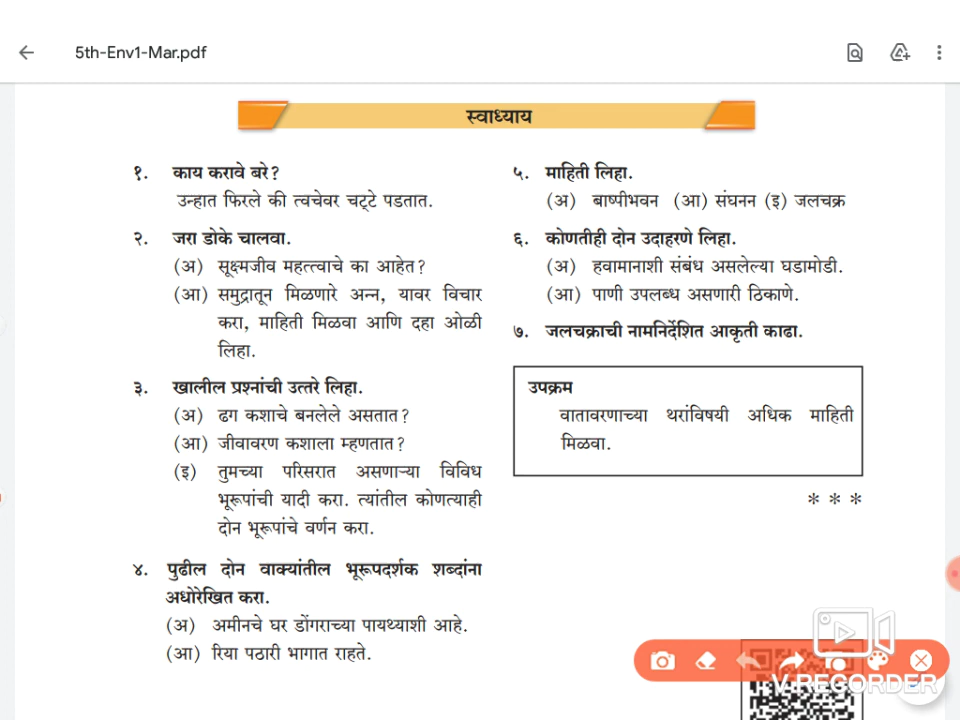 5th-Env1-Mar.pdf
स्वाध्याय
१. काय करावे बरे?
उन्हात फिरले की त्वचेवर चट्टे पडतात.
२. जरा डोके चालवा.
(अ) सूक्ष्मजीव महत्त्वाचे का आहेत?
(आ) समुद्रातून मिळणारे अन्न, यावर विचार
करा, माहिती मिळवा आणि दहा ओळी
लिहा.
३. खालील प्रश्नांची उत्तरे लिहा.
(अ) ढग कशाचे बनलेले असतात?
(आ) जीवावरण कशाला म्हणतात?
(इ) तुमच्या परिसरात असणाऱ्या विविध
भूरूपांची यादी करा. त्यांतील कोणत्याही
दोन भूरूपांचे वर्णन करा.
४. पुढील दोन वाक्यांतील भूरूपदर्शक शब्दांना
अधोरेखित करा.
(अ) अमीनचे घर डोंगराच्या पायथ्याशी आहे.
(आ) रिया पठारी भागात राहते.
५. माहिती लिहा.
(अ) बाष्पीभवन (आ) संघनन (इ) जलचक्र
६. कोणतीही दोन उदाहरणे लिहा.
(अ) हवामानाशी संबंध असलेल्या घडामोडी.
(आ) पाणी उपलब्ध असणारी ठिकाणे.
७. जलचक्राची नामनिर्देशित आकृती काढा.
उपक्रम
वातावरणाच्या थरांविषयी अधिक माहिती
मिळवा.
* * *
V RECORDER